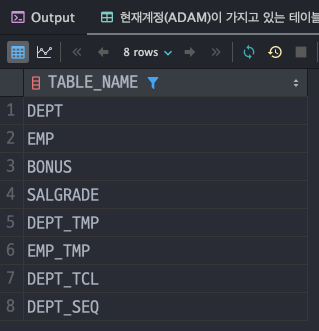 Output
현재계정(ADAM)이 가지고 있는 테이블
8 rows
TABLE_NAME
1 DEPT
2 EMP
3 BONUS
4 SALGRADE
5 DEPT_TMP
6 EMP_TMP
7 DEPT_TCL
8 DEPT_SEQ